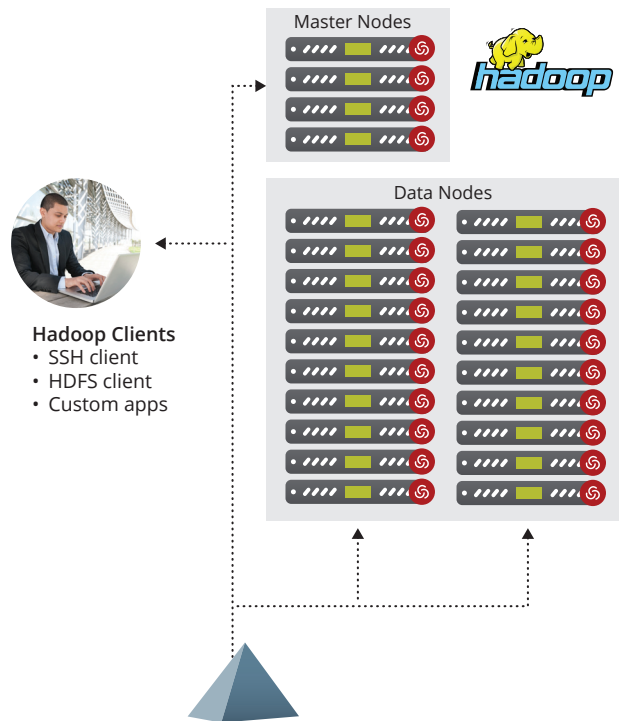 Master Nodes
hadoop
Data Nodes
Hadoop Clients
• SSH client
• HDFS client
• Custom apps